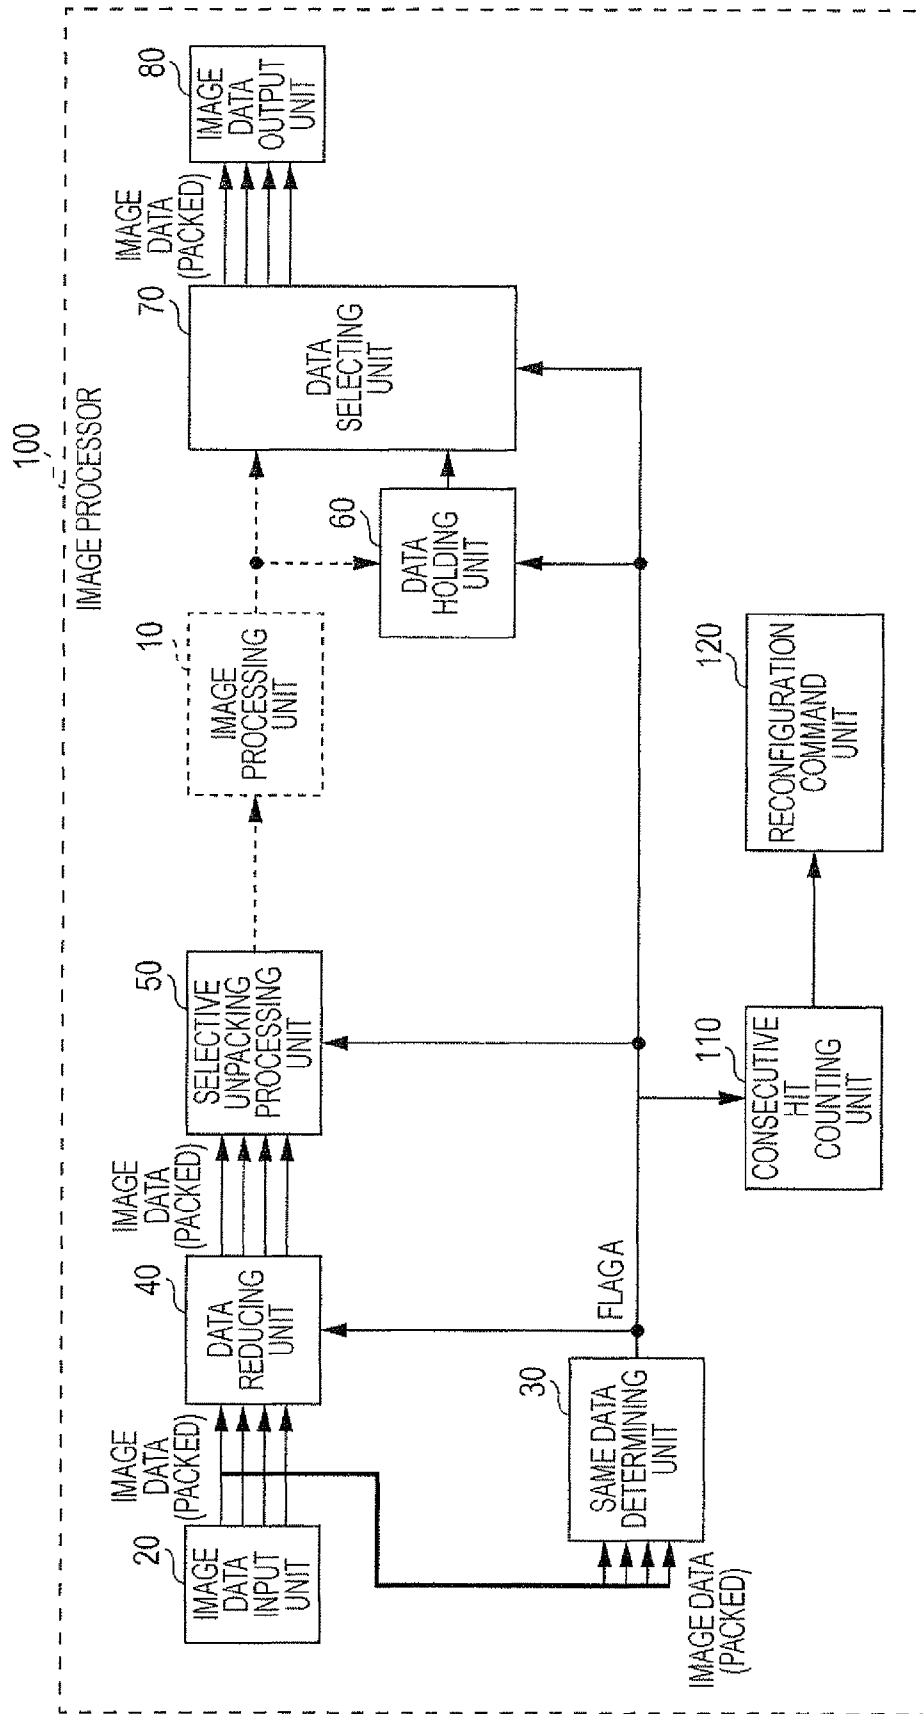 100
IMAGE PROCESSOR
20
IMAGE
DATA
INPUT
UNIT
IMAGE
DATA
(PACKED)
40
DATA
REDUCING
UNIT
IMAGE
DATA
(PACKED)
50
SELECTIVE
UNPACKING
PROCESSING
UNIT
10
IMAGE
PROCESSING
UNIT
60
DATA
HOLDING
UNIT
70
DATA
SELECTING
UNIT
IMAGE
DATA
(PACKED)
80
IMAGE
DATA
OUTPUT
UNIT
IMAGE DATA
(PACKED)
30
SAME DATA
DETERMINING
UNIT
FLAGA
110
CONSECUTIVE
HIT
COUNTING
UNIT
120
RECONFIGURATION
COMMAND
UNIT